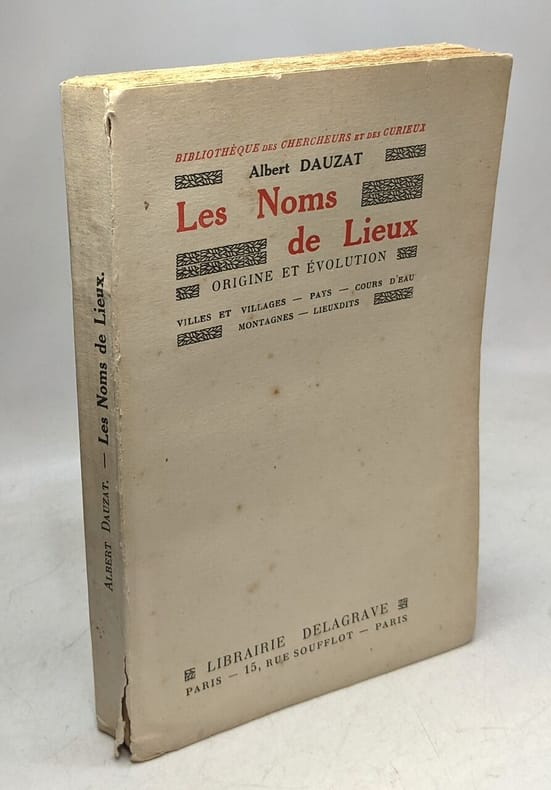 BIBLIOTHÈQUE DES CHERCHEURS ET DES CURIEUX
Albert DAUZAT
Les Noms
de Lieux
ORIGINE ET ÉVOLUTION
VILLES ET VILLAGES — PAYS — COURS D'EAU
MONTAGNES — LIEUXDITS
LIBRAIRIE DELAGRAVE
PARIS — 15, RUE SOUFFLOT — PARIS
ALBERT DAUZAT. — Les Noms de Lieux.